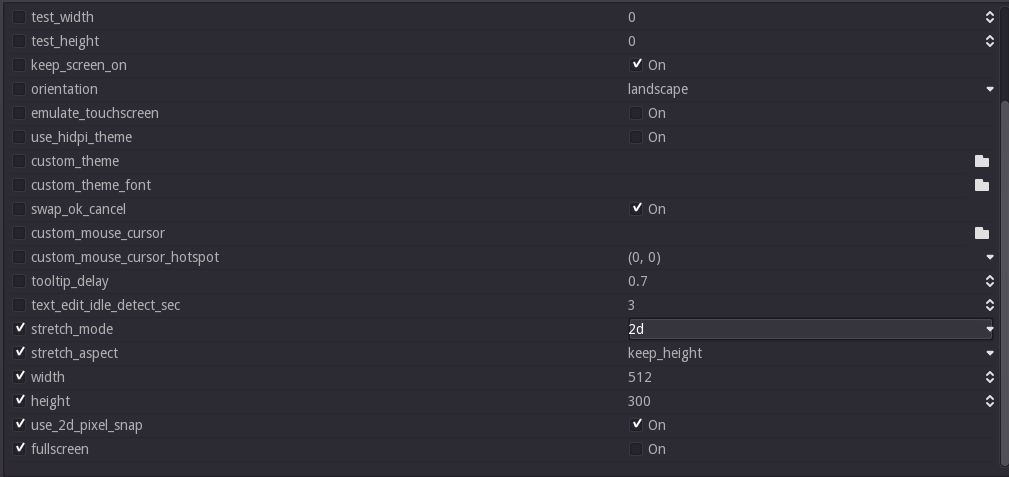 test_width 0
test_height 0
keep_screen_on On
orientation landscape
emulate_touchscreen On
use_hidpi_theme On
custom_theme
custom_theme_font
swap_ok_cancel On
custom_mouse_cursor
custom_mouse_cursor_hotspot (0, 0)
tooltip_delay 0.7
text_edit_idle_detect_sec 3
stretch_mode 2d
stretch_aspect keep_height
width 512
height 300
use_2d_pixel_snap On
fullscreen On